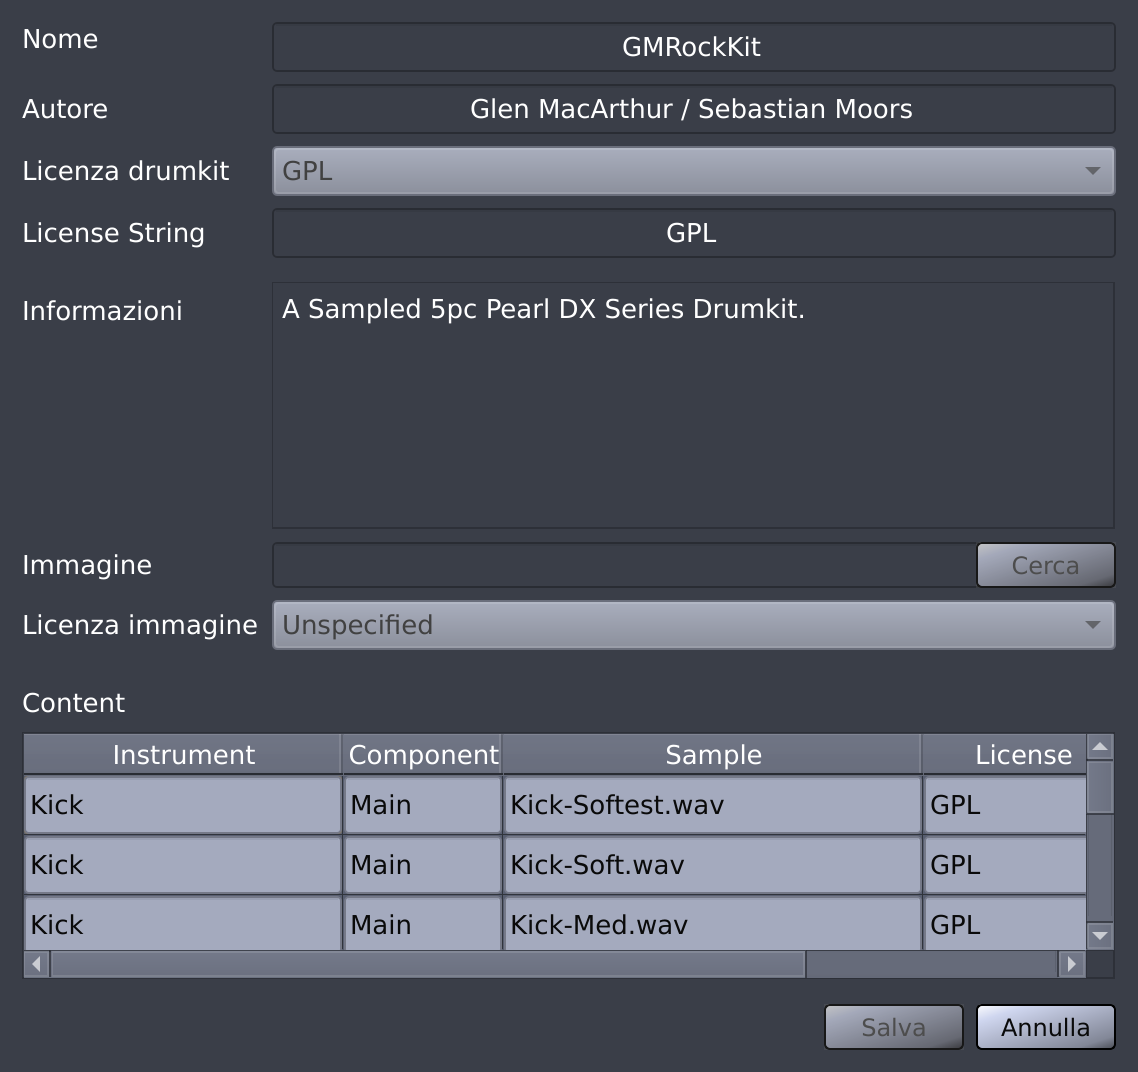 Nome GMRockKit
Autore Glen MacArthur / Sebastian Moors
Licenza drumkit GPL
License String GPL
Informazioni A Sampled 5pc Pearl DX Series Drumkit.
Immagine Cerca
Licenza immagine Unspecified
Content
Instrument Component Sample License
Kick Main Kick-Softest.wav GPL
Kick Main Kick-Soft.wav GPL
Kick Main Kick-Med.wav GPL
Salva Annulla